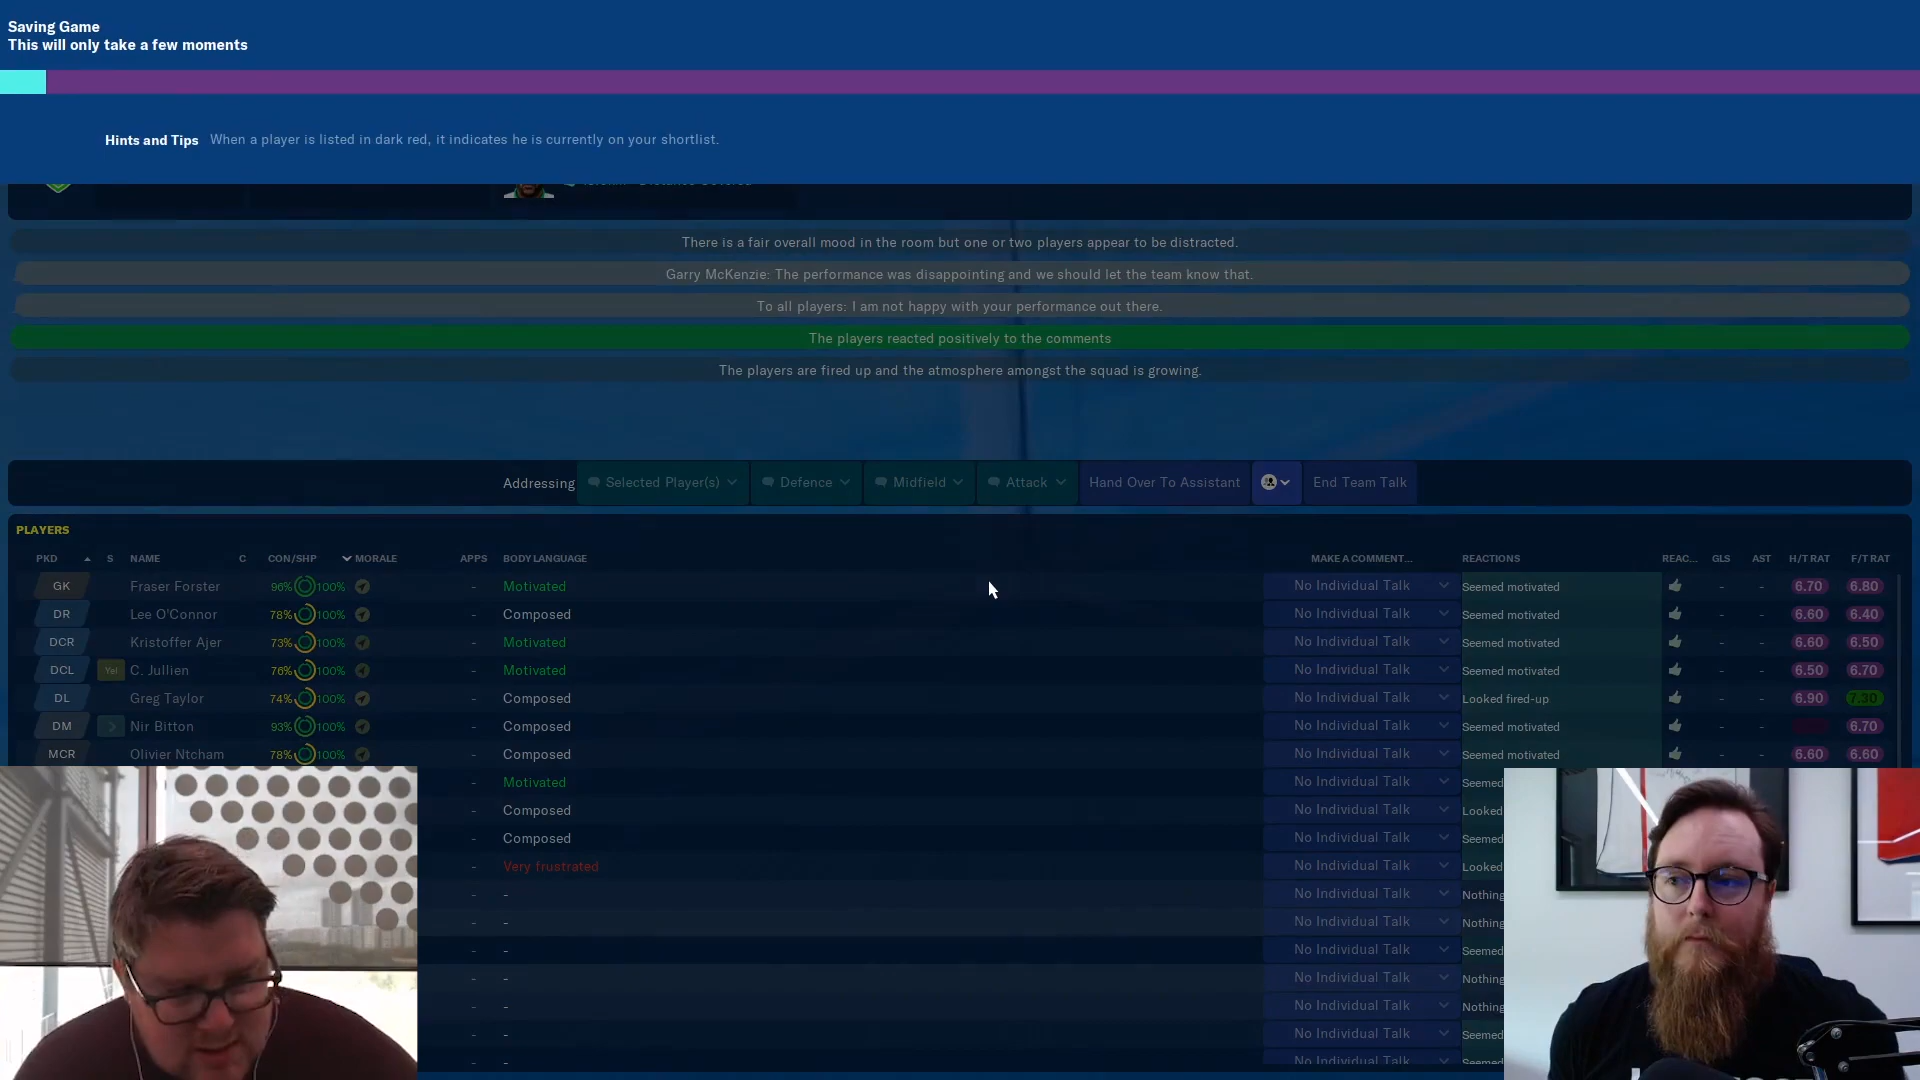 Saving Game
This will only take a few moments
Hints and Tips When a player is listed in dark red, it indicates he is currently on your shortlist.
There is a fair overall mood in the room but one or two players appear to be distracted.
Garry McKenzie: The performance was disappointing and we should let the team know that.
To all players: I am not happy with your performance out there.
The players reacted positively to the comments
The players are fired up and the atmosphere amongst the squad is growing.
Addressing Selected Player(s) Defence Midfield Attack Hand Over To Assistant End Team Talk
PLAYERS
PKD S NAME C CON/SHP MORALE APPS BODY LANGUAGE MAKE A COMMENT... REACTIONS REAC... GLS AST H/T RAT F/T RAT
GK Fraser Forster 96% 100% - Motivated No Individual Talk Seemed motivated - - 6.70 6.80
DR Lee O'Connor 78% 100% - Composed No Individual Talk Seemed motivated - - 6.60 6.40
DCR Kristoffer Ajer 73% 100% - Motivated No Individual Talk Seemed motivated - - 6.60 6.50
DCL Yel C. Jullien 76% 100% - Motivated No Individual Talk Seemed motivated - - 6.50 6.70
DL Greg Taylor 74% 100% - Composed No Individual Talk Looked fired-up - - 6.90 7.30
DM Nir Bitton 93% 100% - Composed No Individual Talk Seemed motivated - - 6.70
MCR Olivier Ntcham 78% 100% - Composed No Individual Talk Seemed motivated - - 6.60 6.60
- Motivated No Individual Talk Seemed
- Composed No Individual Talk Looked
- Composed No Individual Talk Seemed
- Very frustrated No Individual Talk Looked
- - No Individual Talk Nothing
- - No Individual Talk Nothing
- - No Individual Talk Seemed
- - No Individual Talk Nothing
- - No Individual Talk Nothing
- - No Individual Talk Seemed
- - No Individual Talk Seemed